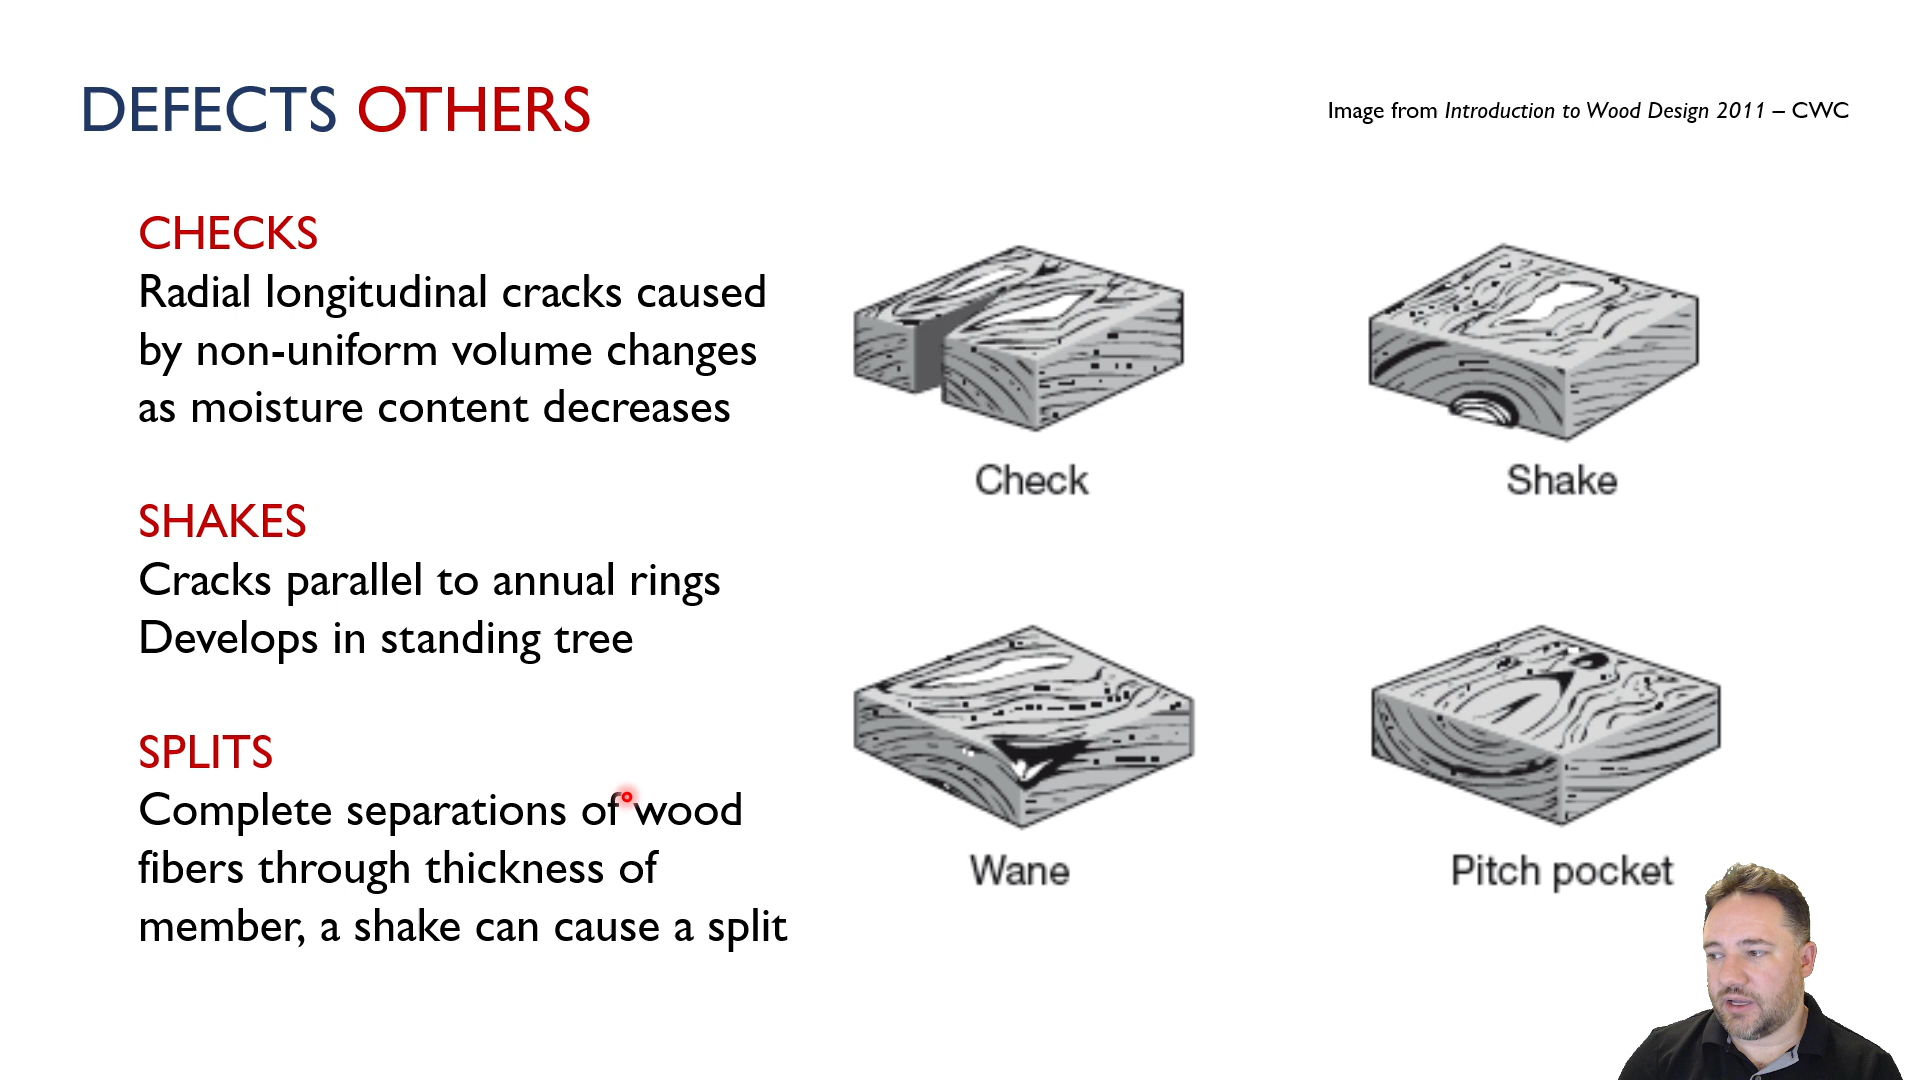 DEFECTS OTHERS
Image from Introduction to Wood Design 2011 – CWC
CHECKS
Radial longitudinal cracks caused
by non-uniform volume changes
as moisture content decreases
SHAKES
Cracks parallel to annual rings
Develops in standing tree
SPLITS
Complete separations of wood
fibers through thickness of
member, a shake can cause a split
Check
Shake
Wane
Pitch pocket